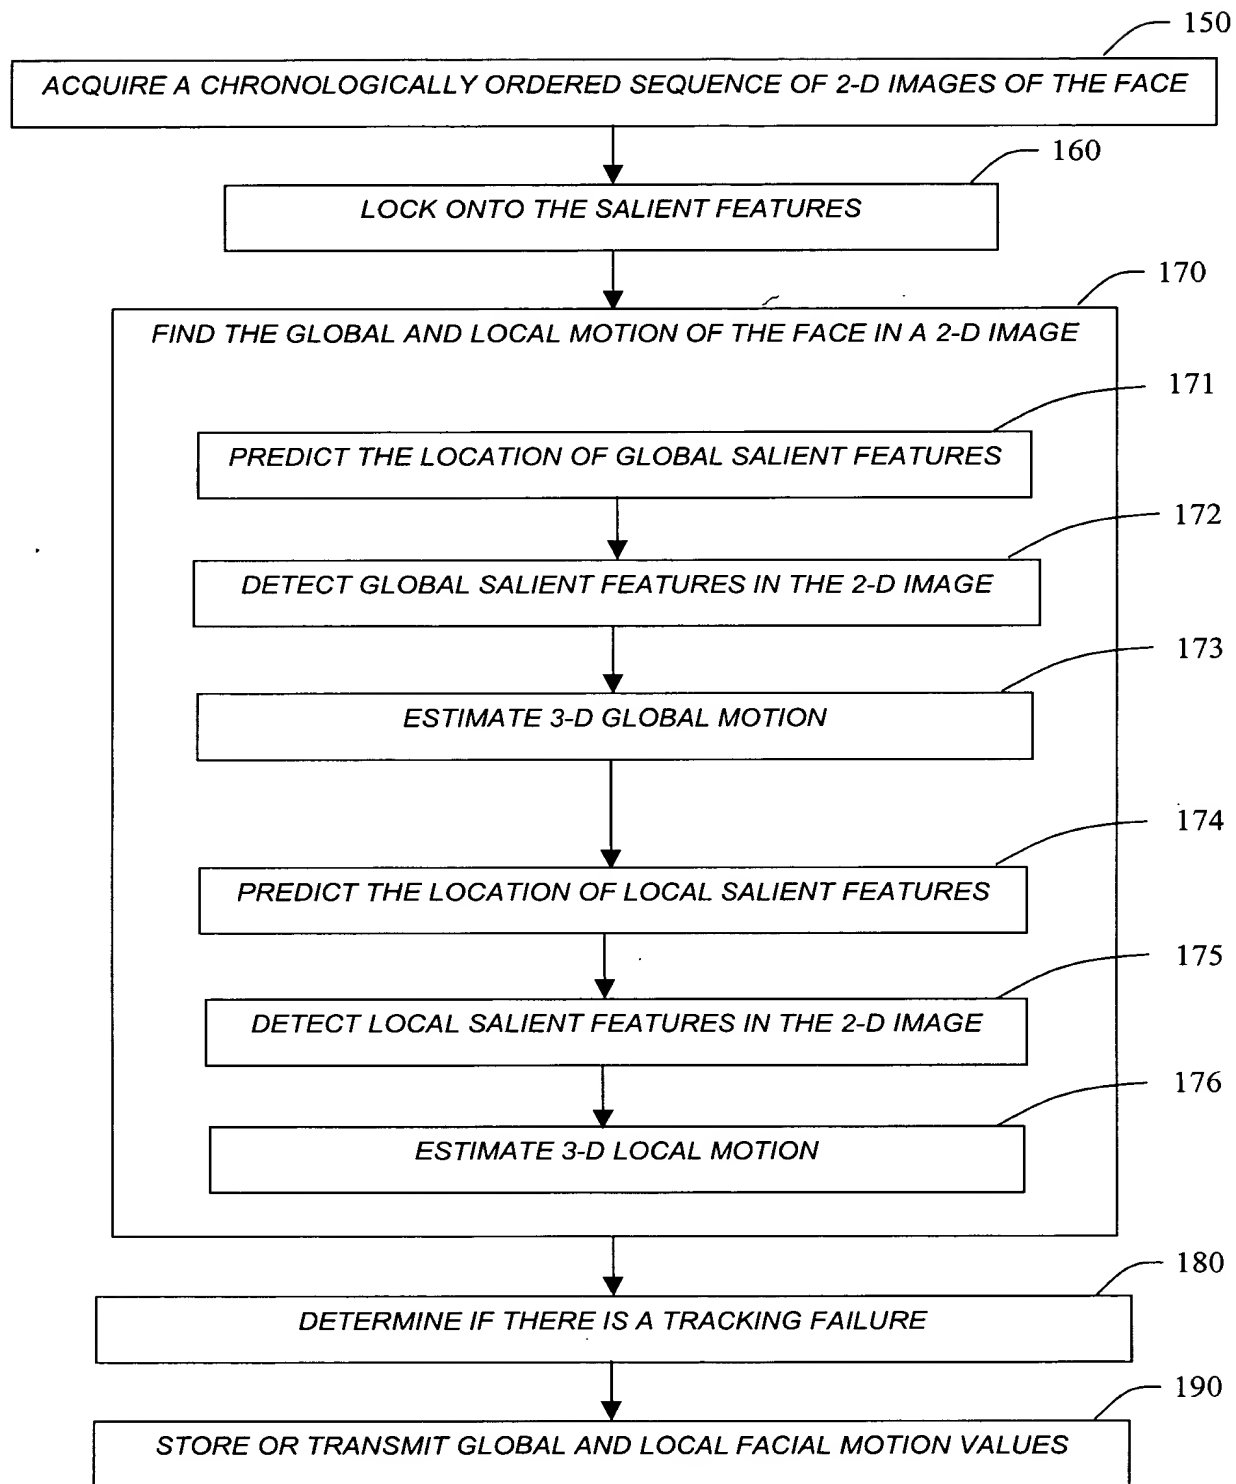 150
ACQUIRE A CHRONOLOGICALLY ORDERED SEQUENCE OF 2-D IMAGES OF THE FACE
160
LOCK ONTO THE SALIENT FEATURES
170
FIND THE GLOBAL AND LOCAL MOTION OF THE FACE IN A 2-D IMAGE
171
PREDICT THE LOCATION OF GLOBAL SALIENT FEATURES
172
DETECT GLOBAL SALIENT FEATURES IN THE 2-D IMAGE
173
ESTIMATE 3-D GLOBAL MOTION
174
PREDICT THE LOCATION OF LOCAL SALIENT FEATURES
175
DETECT LOCAL SALIENT FEATURES IN THE 2-D IMAGE
176
ESTIMATE 3-D LOCAL MOTION
180
DETERMINE IF THERE IS A TRACKING FAILURE
190
STORE OR TRANSMIT GLOBAL AND LOCAL FACIAL MOTION VALUES